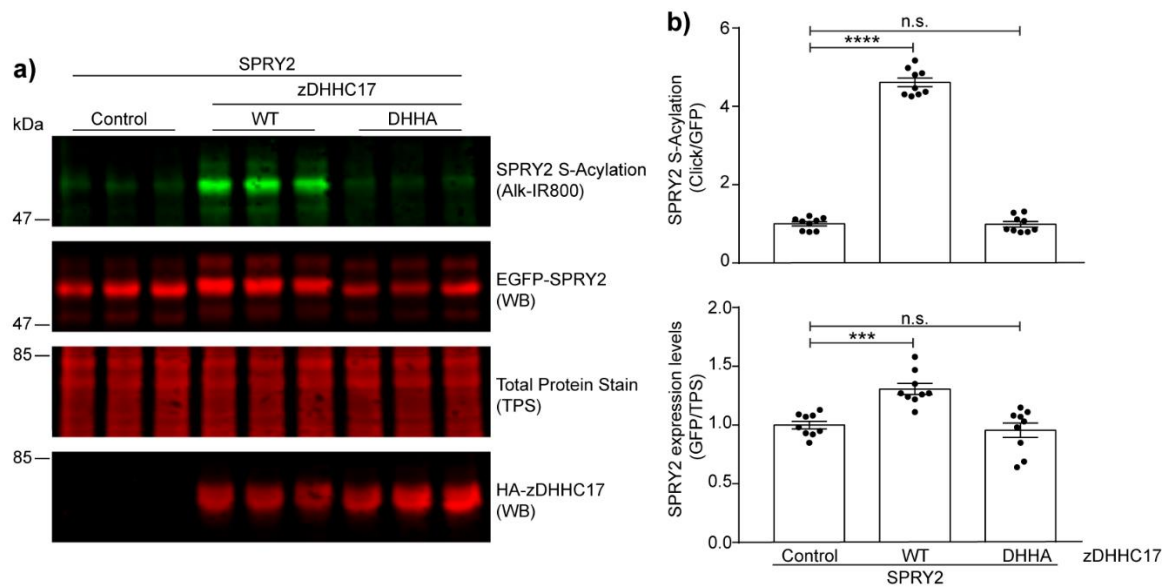 a)
SPRY2
zDHHC17
kDa
Control
WT
DHHA
SPRY2 S-Acylation
(Alk-IR800)
47
EGFP-SPRY2
(WB)
47
85
Total Protein Stain
(TPS)
85
HA-zDHHC17
(WB)
b)
n.s.
****
6
4
2
0
SPRY2 S-Acylation
(Click/GFP)
n.s.
***
2.0
1.5
1.0
0.5
0.0
SPRY2 expression levels
(GFP/TPS)
Control
WT
DHHA
zDHHC17
SPRY2